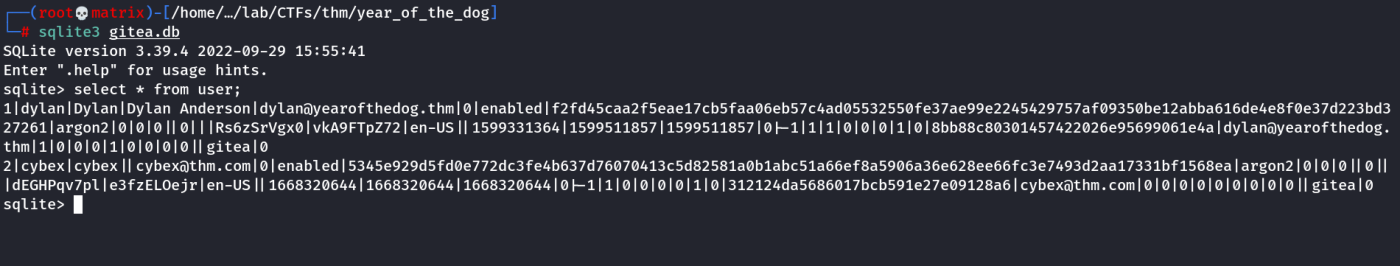 ┌──(root💀matrix)-[/home/…/lab/CTFs/thm/year_of_the_dog]
└─# sqlite3 gitea.db
SQLite version 3.39.4 2022-09-29 15:55:41
Enter ".help" for usage hints.
sqlite> select * from user;
1|dylan|Dylan|Dylan Anderson|dylan@yearofthedog.thm|0|enabled|f2fd45caa2f5eae17cb5faa06eb57c4ad05532550fe37ae99e2245429757af09350be12abba616de4e8f0e37d223bd3
27261|argon2|0|0|0||0|||Rs6zSrVgx0|vkA9FTpZ72|en-US||1599331364|1599511857|1599511857|0|-1|1|1|0|0|0|1|0|8bb88c80301457422026e95699061e4a|dylan@yearofthedog.
thm|1|0|0|0|1|0|0|0|0||gitea|0
2|cybex|cybex||cybex@thm.com|0|enabled|5345e929d5fd0e772dc3fe4b637d76070413c5d82581a0b1abc51a66ef8a5906a36e628ee66fc3e7493d2aa17331bf1568ea|argon2|0|0|0||0||
|dEGHPqv7pl|e3fzELOejr|en-US||1668320644|1668320644|1668320644|0|-1|1|0|0|0|0|1|0|312124da5686017bcb591e27e09128a6|cybex@thm.com|0|0|0|0|0|0|0|0|0||gitea|0
sqlite>